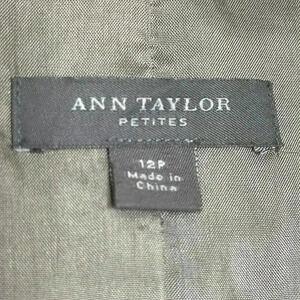 ANN TAYLOR
PETITES
12P
Made in
China